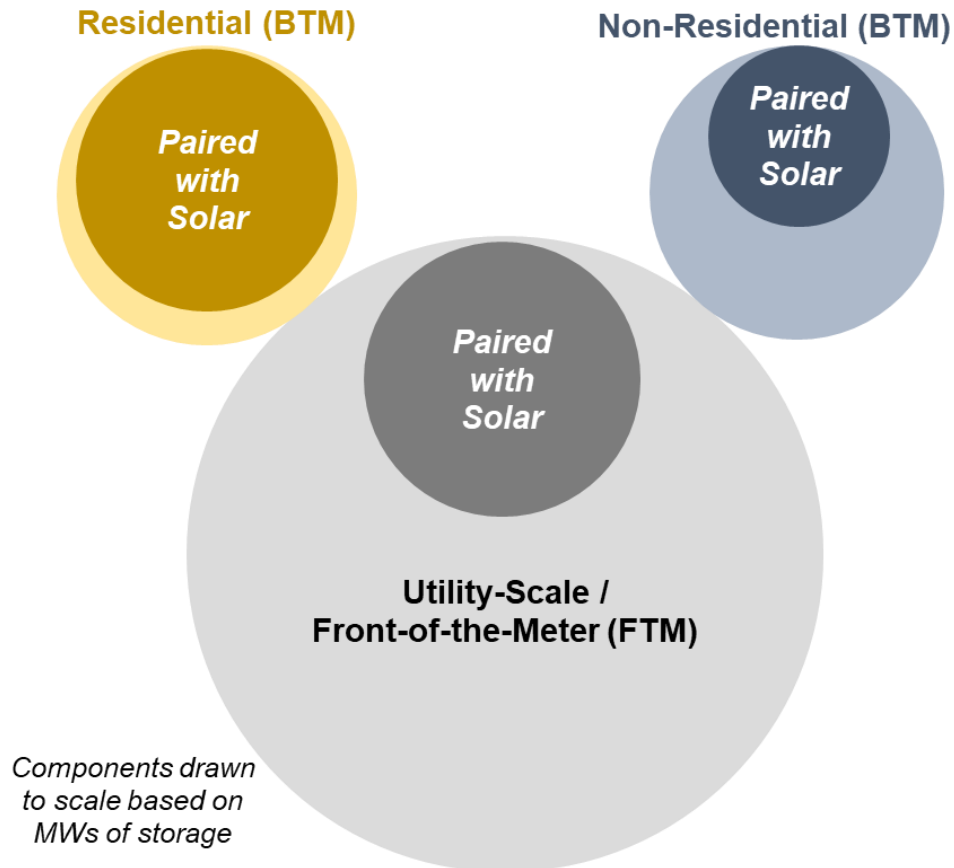 Residential (BTM)
Non-Residential (BTM)
Paired
with
Solar
Paired
with
Solar
Paired
with
Solar
Utility-Scale /
Front-of-the-Meter (FTM)
Components drawn
to scale based on
MWs of storage